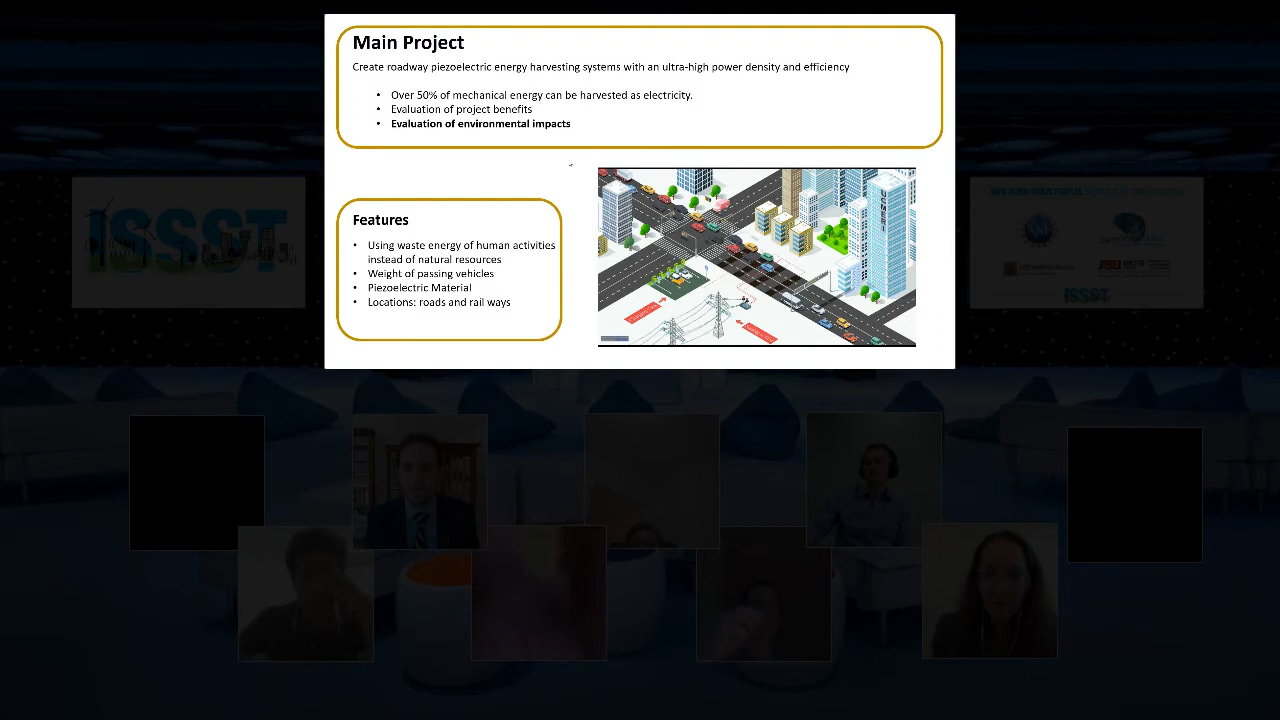 Main Project
Create roadway piezoelectric energy harvesting systems with an ultra-high power density and efficiency
• Over 50% of mechanical energy can be harvested as electricity.
• Evaluation of project benefits
• Evaluation of environmental impacts
Features
• Using waste energy of human activities
instead of natural resources
• Weight of passing vehicles
• Piezoelectric Material
• Locations: roads and rail ways
ISSST
WE ARE GRATEFUL FOR OUR SPONSORS!
ISSST